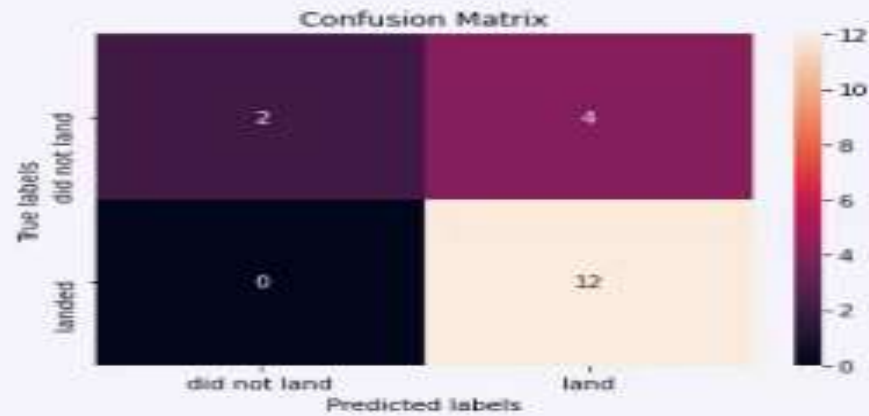 Confusion Matrix
True labels
did not land
2
4
landed
0
12
did not land
land
Predicted labels
12
10
8
6
4
2
0